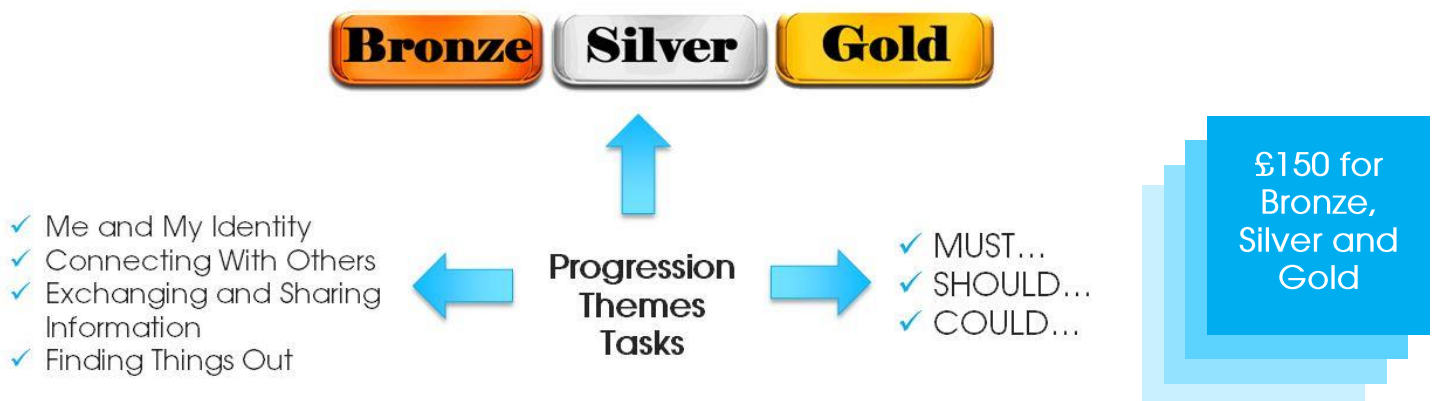 Bronze Silver Gold
✓ Me and My Identity
✓ Connecting With Others
✓ Exchanging and Sharing
Information
✓ Finding Things Out
Progression
Themes
Tasks
✓ MUST...
✓ SHOULD...
✓ COULD...
£150 for
Bronze,
Silver and
Gold